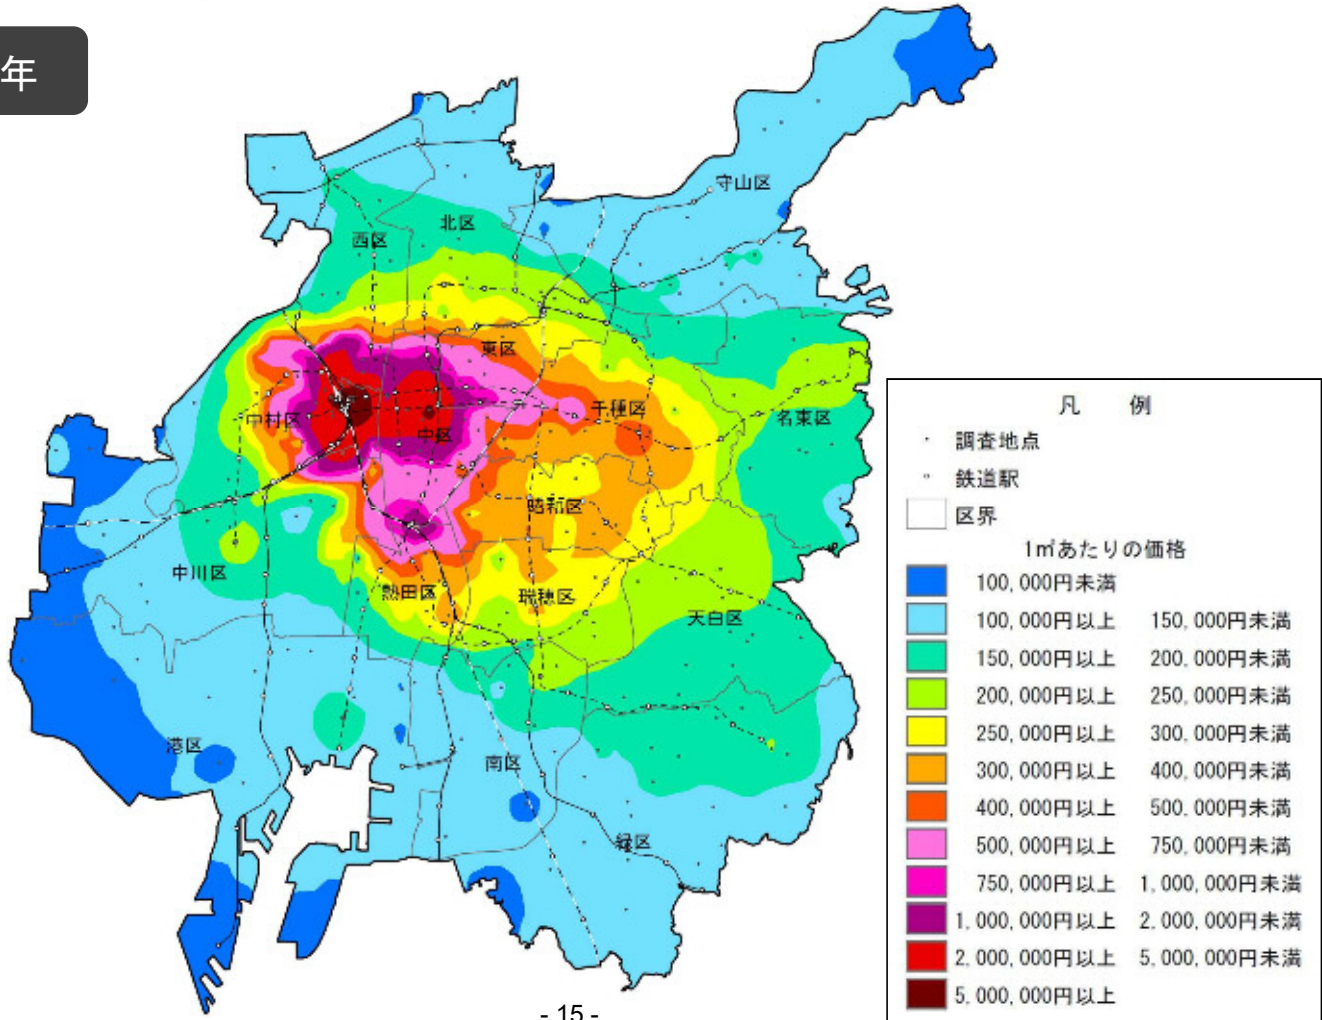 年
守山区
北区
西区
東区
千種区
名東区
中村区
中区
昭和区
中川区
熱田区
瑞穂区
天白区
港区
南区
緑区
凡 例
調査地点
鉄道駅
区界
1㎡あたりの価格
100,000円未満
100,000円以上 150,000円未満
150,000円以上 200,000円未満
200,000円以上 250,000円未満
250,000円以上 300,000円未満
300,000円以上 400,000円未満
400,000円以上 500,000円未満
500,000円以上 750,000円未満
750,000円以上 1,000,000円未満
1,000,000円以上 2,000,000円未満
2,000,000円以上 5,000,000円未満
5,000,000円以上
- 15 -